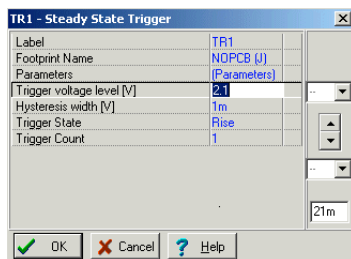 TR1 - Steady State Trigger
Label TR1
Footprint Name NOPCB (J)
Parameters (Parameters)
Trigger voltage level [V] 2.1
Hysteresis width [V] 1m
Trigger State Rise
Trigger Count 1
--
--
21m
OK Cancel ? Help